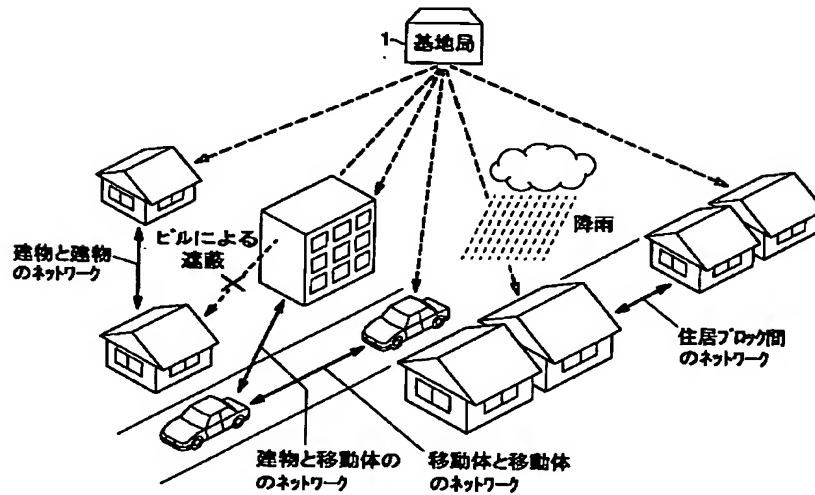 1
基地局
降雨
ビルによる
遮蔽
建物と建物
のネットワーク
住居ブロック間
のネットワーク
建物と移動体の
のネットワーク
移動体と移動体
のネットワーク